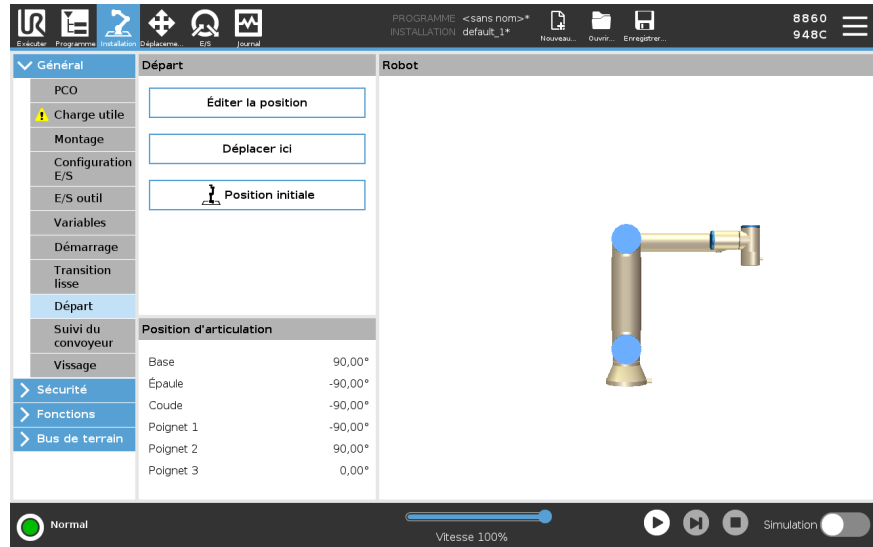 PROGRAMME <sans nom>*
INSTALLATION default_1*
8860
948C
Exécuter
Programme
Installation
Déplaceme...
E/S
Journal
Nouveau...
Ouvrir...
Enregistrer...
Général
PCO
Charge utile
Montage
Configuration
E/S
E/S outil
Variables
Démarrage
Transition
lisse
Départ
Suivi du
convoyeur
Vissage
Sécurité
Fonctions
Bus de terrain
Départ
Éditer la position
Déplacer ici
Position initiale
Position d'articulation
Base 90,00°
Épaule -90,00°
Coude -90,00°
Poignet 1 -90,00°
Poignet 2 90,00°
Poignet 3 0,00°
Robot
Normal
Vitesse 100%
Simulation